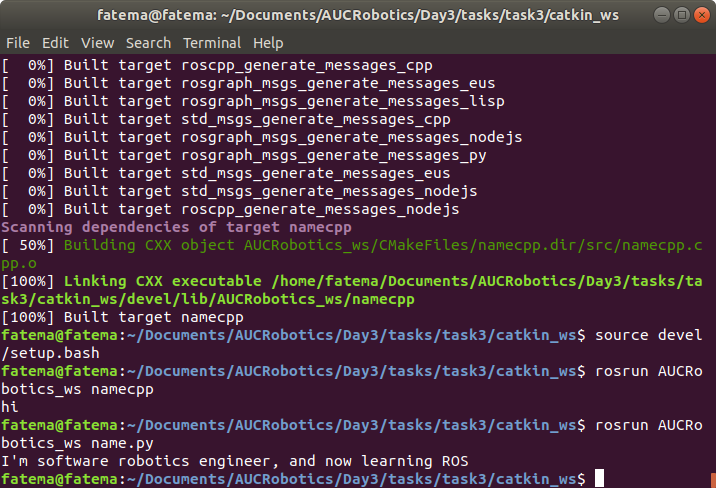 fatema@fatema: ~/Documents/AUCRobotics/Day3/tasks/task3/catkin_ws
File Edit View Search Terminal Help
[  0%] Built target roscpp_generate_messages_cpp
[  0%] Built target rosgraph_msgs_generate_messages_eus
[  0%] Built target rosgraph_msgs_generate_messages_lisp
[  0%] Built target std_msgs_generate_messages_cpp
[  0%] Built target rosgraph_msgs_generate_messages_nodejs
[  0%] Built target rosgraph_msgs_generate_messages_py
[  0%] Built target std_msgs_generate_messages_eus
[  0%] Built target std_msgs_generate_messages_nodejs
[  0%] Built target roscpp_generate_messages_nodejs
Scanning dependencies of target namecpp
[ 50%] Building CXX object AUCRobotics_ws/CMakeFiles/namecpp.dir/src/namecpp.c
pp.o
[100%] Linking CXX executable /home/fatema/Documents/AUCRobotics/Day3/tasks/ta
sk3/catkin_ws/devel/lib/AUCRobotics_ws/namecpp
[100%] Built target namecpp
fatema@fatema:~/Documents/AUCRobotics/Day3/tasks/task3/catkin_ws$ source devel
/setup.bash
fatema@fatema:~/Documents/AUCRobotics/Day3/tasks/task3/catkin_ws$ rosrun AUCRo
botics_ws namecpp
hi
fatema@fatema:~/Documents/AUCRobotics/Day3/tasks/task3/catkin_ws$ rosrun AUCRo
botics_ws name.py
I'm software robotics engineer, and now learning ROS
fatema@fatema:~/Documents/AUCRobotics/Day3/tasks/task3/catkin_ws$